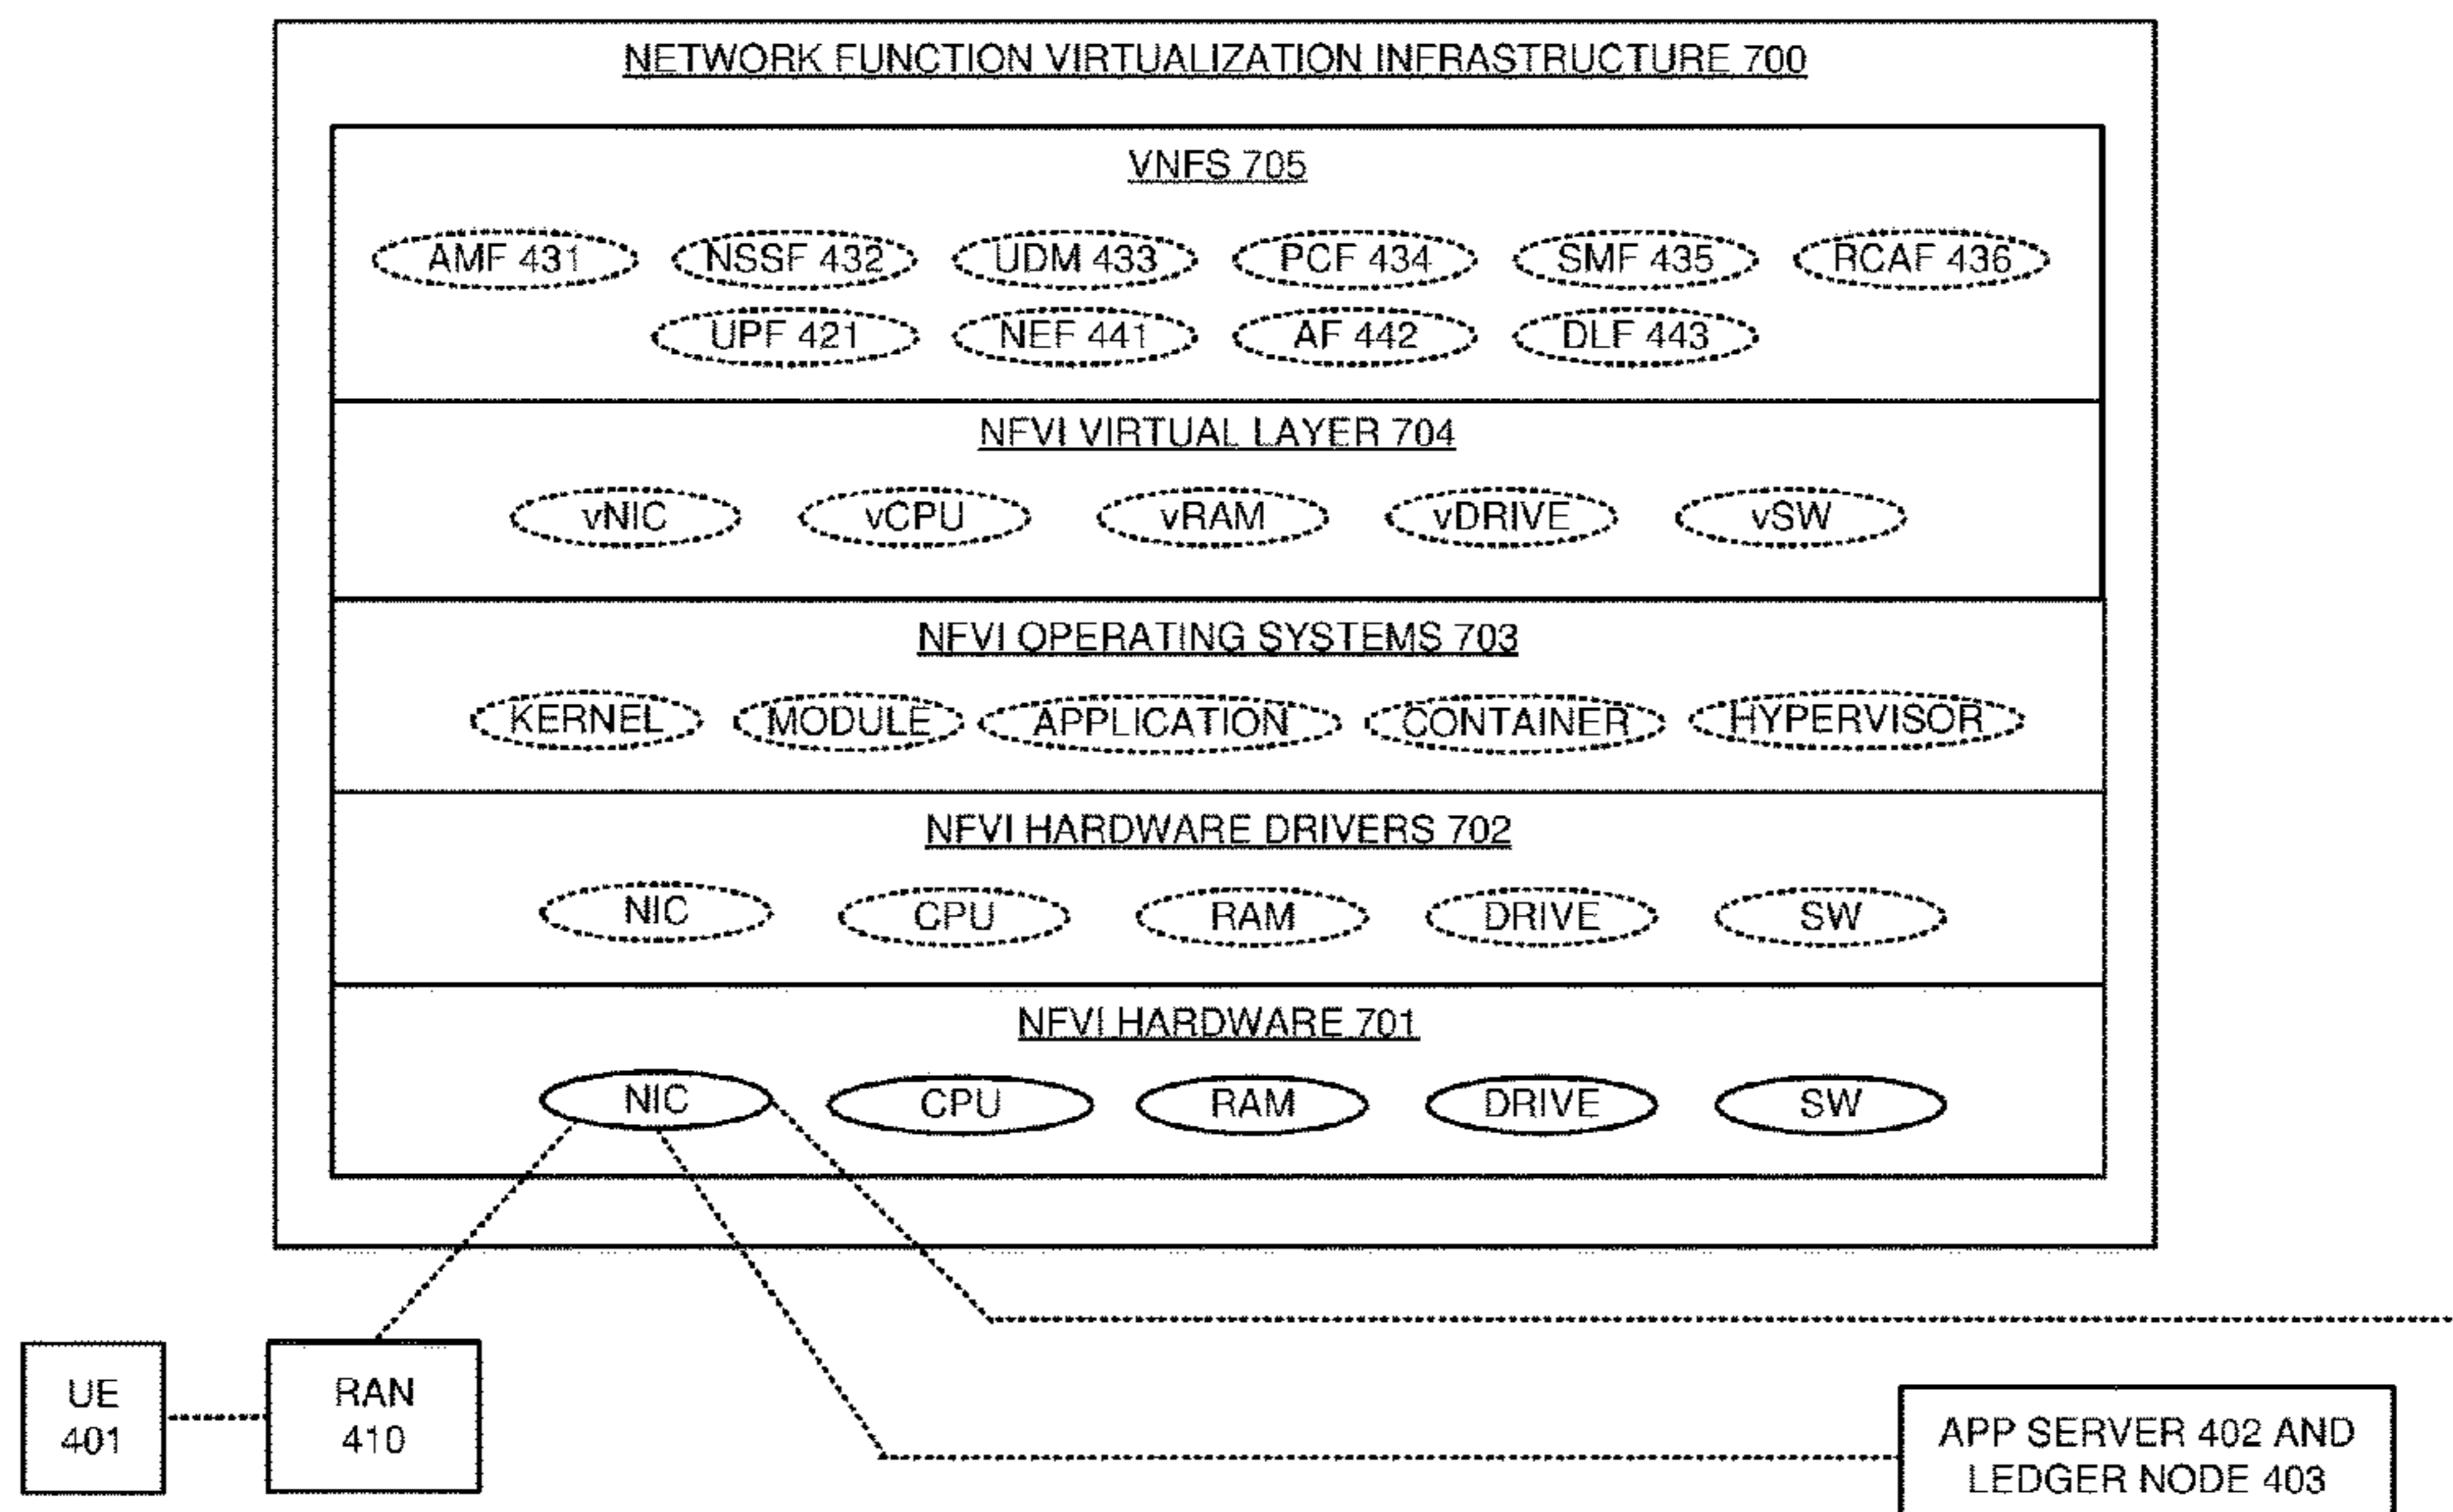 NETWORK FUNCTION VIRTUALIZATION INFRASTRUCTURE 700
VNFS 705
AMF 431 NSSF 432 UDM 433 PCF 434 SMF 435 RCAF 436
UPF 421 NEF 441 AF 442 DLF 443
NFVI VIRTUAL LAYER 704
vNIC vCPU vRAM vDRIVE vSW
NFVI OPERATING SYSTEMS 703
KERNEL MODULE APPLICATION CONTAINER HYPERVISOR
NFVI HARDWARE DRIVERS 702
NIC CPU RAM DRIVE SW
NFVI HARDWARE 701
NIC CPU RAM DRIVE SW
UE
401
RAN
410
APP SERVER 402 AND
LEDGER NODE 403